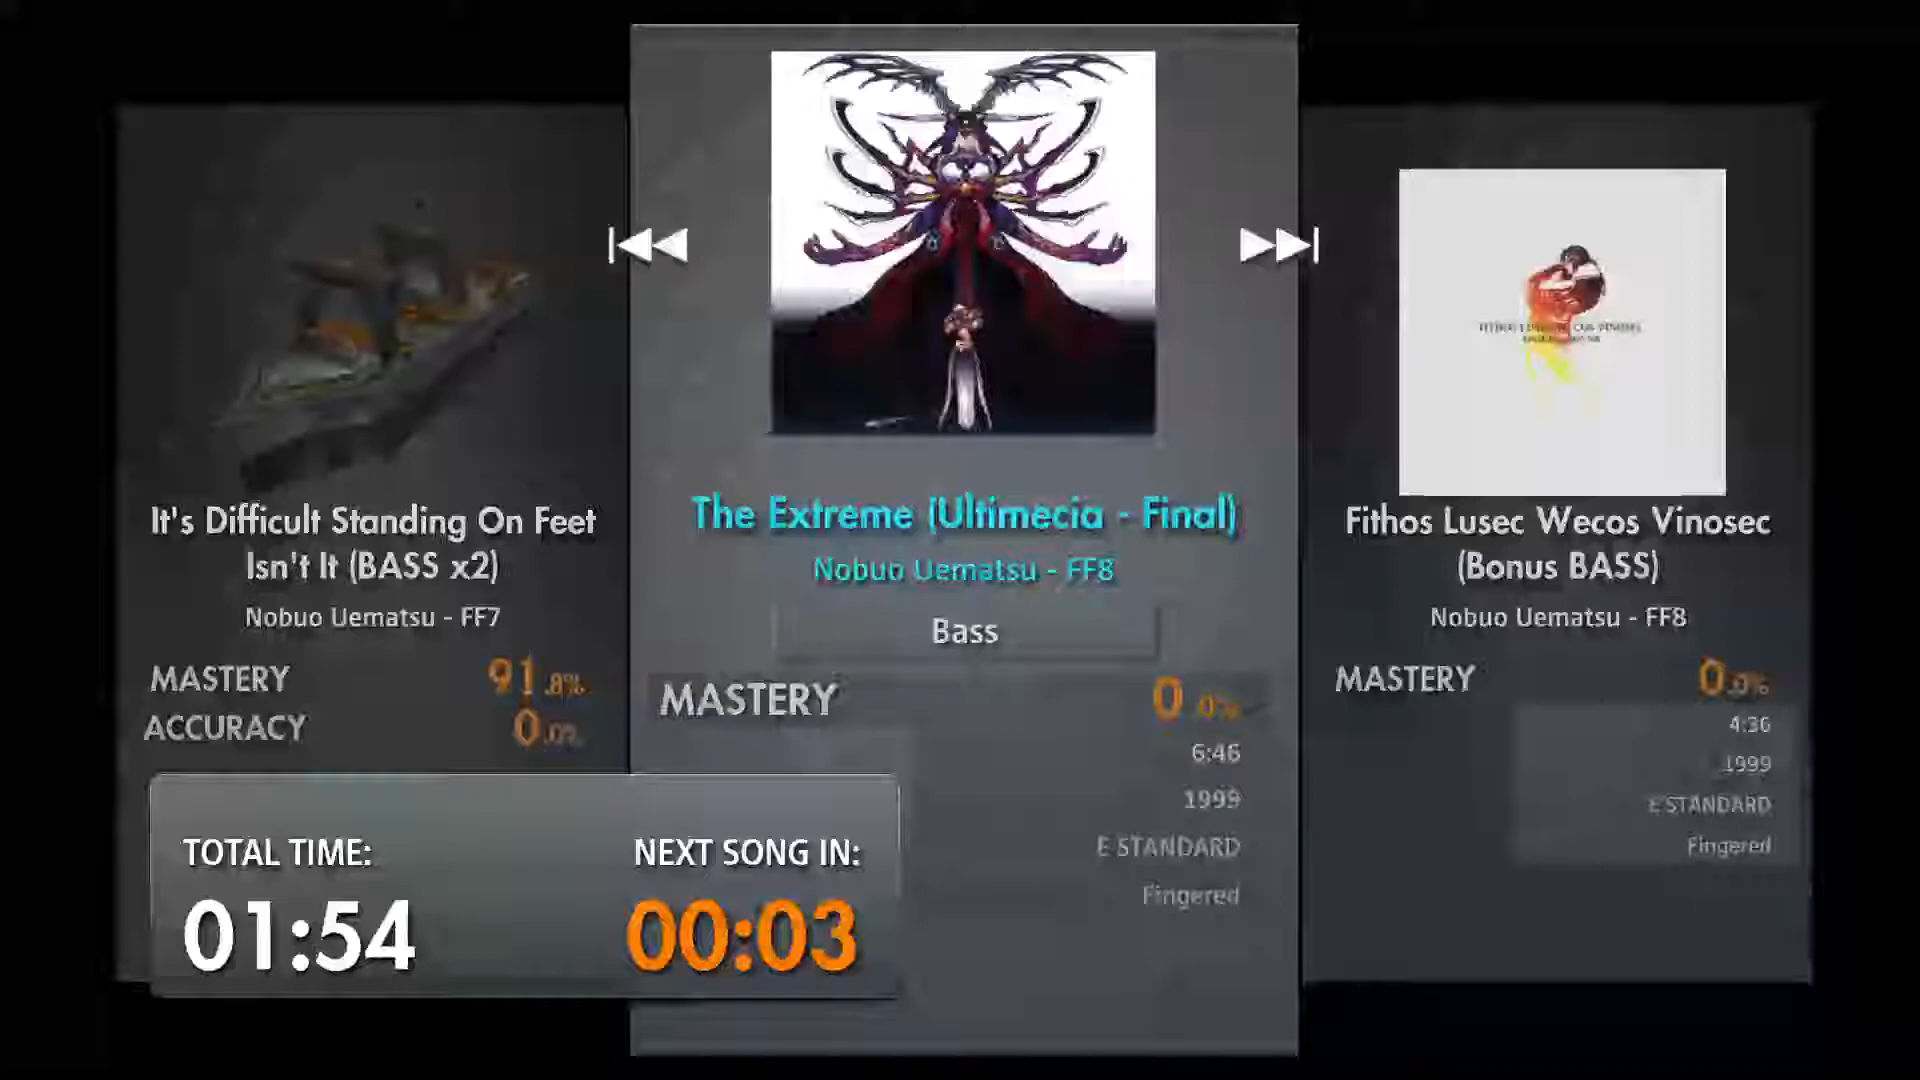 It's Difficult Standing On Feet
Isn't It (BASS x2)
Nobuo Uematsu - FF7
MASTERY 91.8%
ACCURACY 0.0%
TOTAL TIME:
01:54
NEXT SONG IN:
00:03
The Extreme (Ultimecia - Final)
Nobuo Uematsu - FF8
Bass
MASTERY 0.0%
6:46
1999
E STANDARD
Fingered
Fithos Lusec Wecos Vinosec
(Bonus BASS)
Nobuo Uematsu - FF8
MASTERY 0.0%
4:36
1999
E STANDARD
Fingered